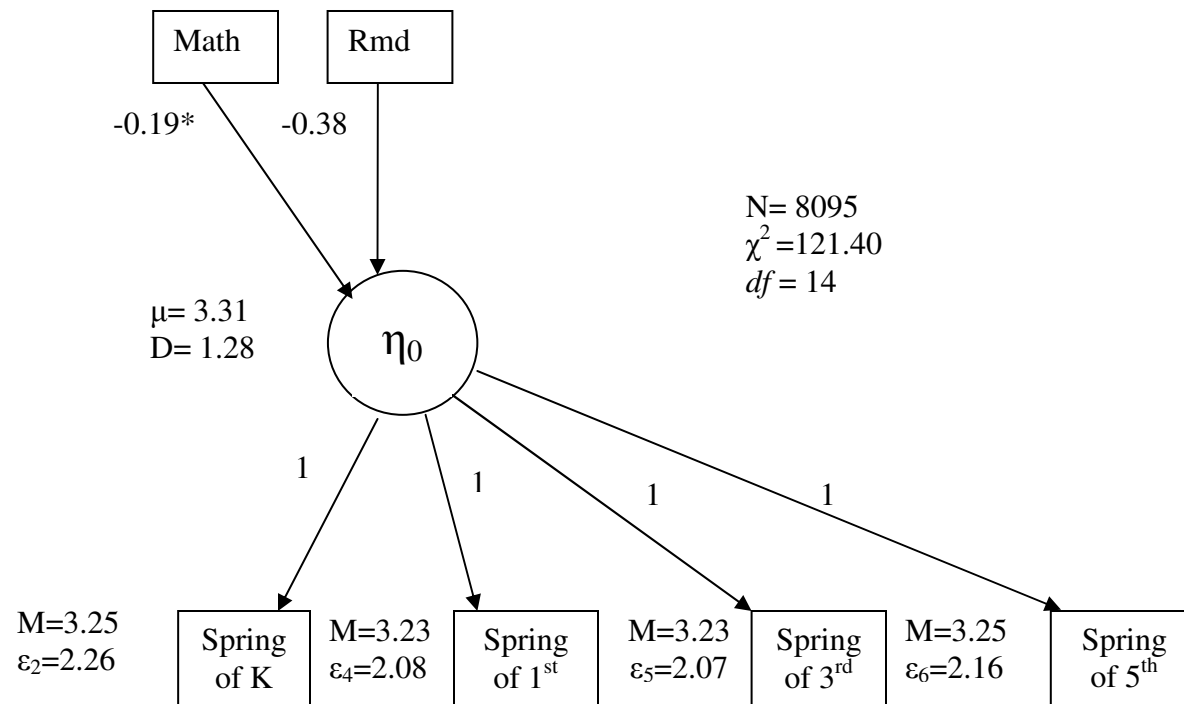 Math
Rmd
-0.19*
-0.38
N= 8095
χ² =121.40
df = 14
μ= 3.31
D= 1.28
η₀
1
1
1
1
M=3.25
ε₂=2.26
Spring
of K
M=3.23
ε₄=2.08
Spring
of 1ˢᵗ
M=3.23
ε₅=2.07
Spring
of 3ʳᵈ
M=3.25
ε₆=2.16
Spring
of 5ᵗʰ